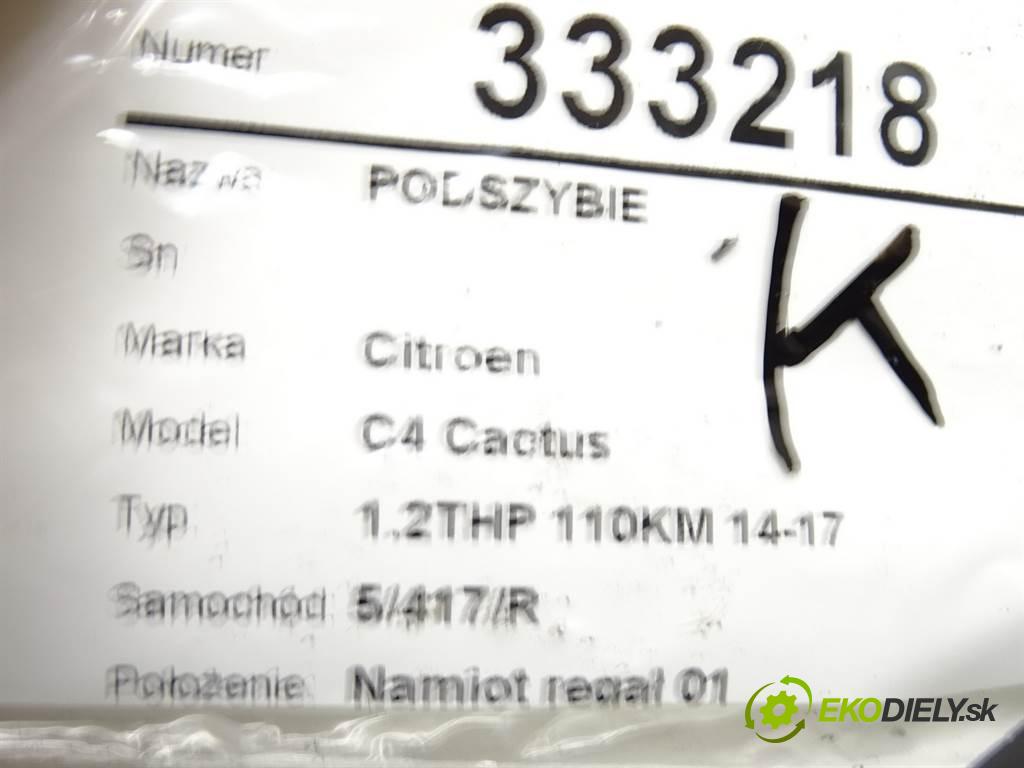 Numer 333218
Nazwa PODSZYBIE
Sn
K
Marka Citroen
Model C4 Cactus
Typ 1.2THP 110KM 14-17
Samochód 5/417/R
Położenie Namiot regał 01
EKODIELY.sk